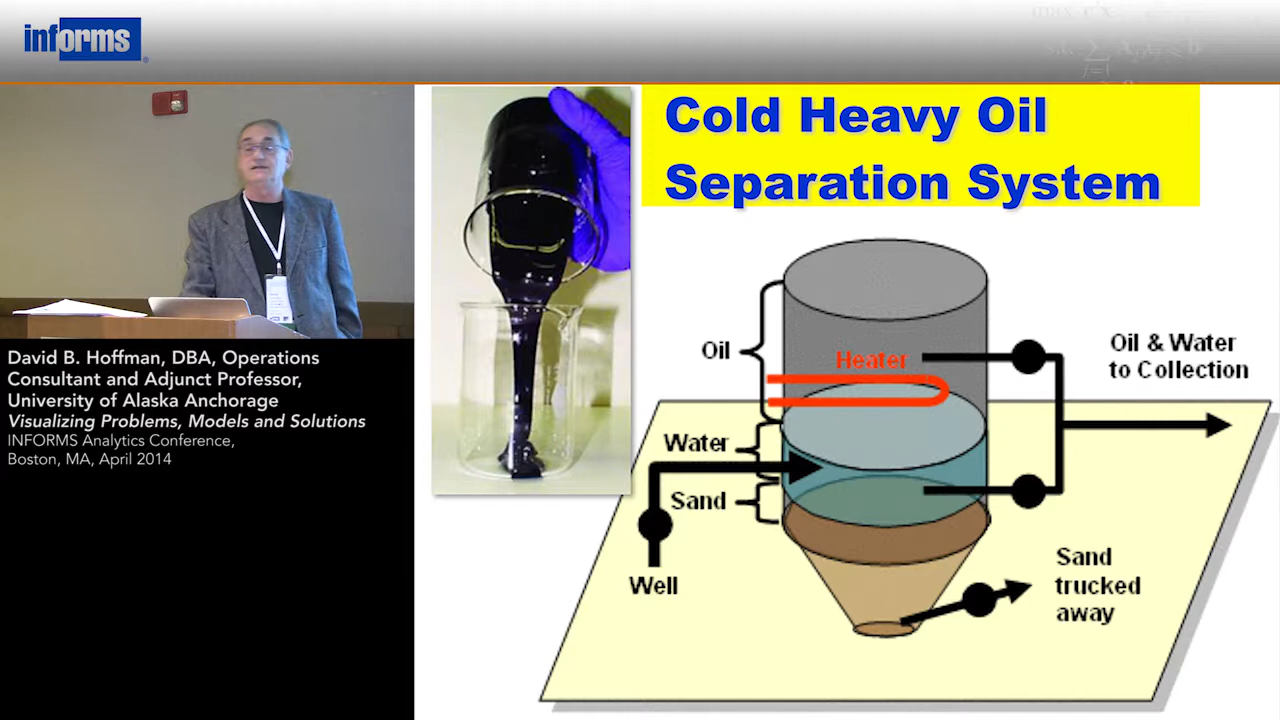 informs
Cold Heavy Oil
Separation System
David B. Hoffman, DBA, Operations
Consultant and Adjunct Professor,
University of Alaska Anchorage
Visualizing Problems, Models and Solutions
INFORMS Analytics Conference,
Boston, MA, April 2014
Oil
Heater
Oil & Water
to Collection
Water
Sand
Well
Sand
trucked
away